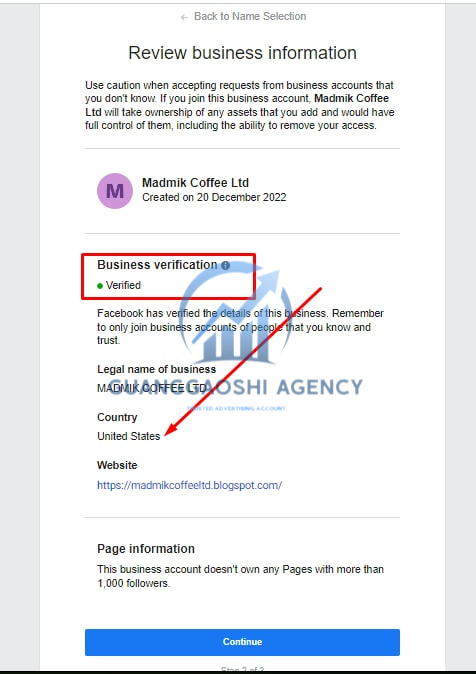 ← Back to Name Selection
Review business information
Use caution when accepting requests from business accounts that
you don't know. If you join this business account, Madmik Coffee
Ltd will take ownership of any assets that you add and would have
full control of them, including the ability to remove your access.
M
Madmik Coffee Ltd
Created on 20 December 2022
Business verification
Verified
Facebook has verified the details of this business. Remember
to only join business accounts of people that you know and
trust.
Legal name of business
MADMIK COFFEE LTD
GUANGGAOSHI AGENCY
TRUSTED ADVERTISING ACCOUNT
Country
United States
Website
https://madmikcoffeeltd.blogspot.com/
Page information
This business account doesn't own any Pages with more than
1,000 followers.
Continue
Step 2 of 3